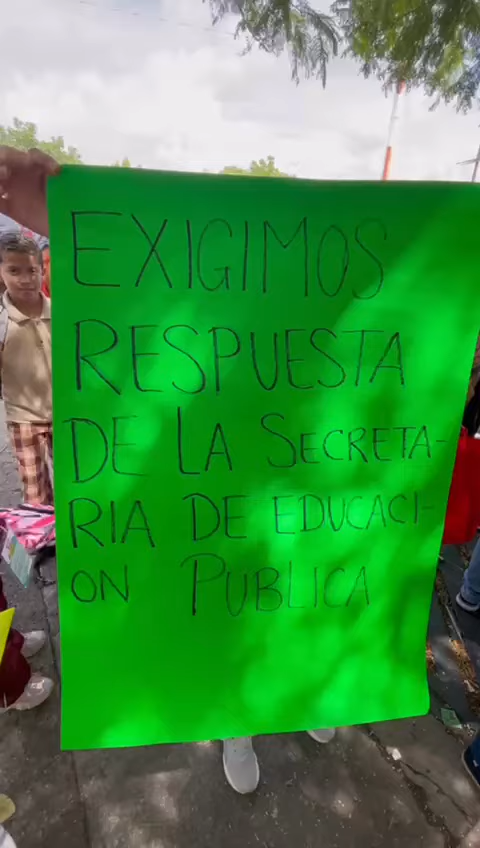 EXIGIMOS
RESPUESTA
DE LA SECRETA-
RIA DE EDUCACI-
ON PUBLICA